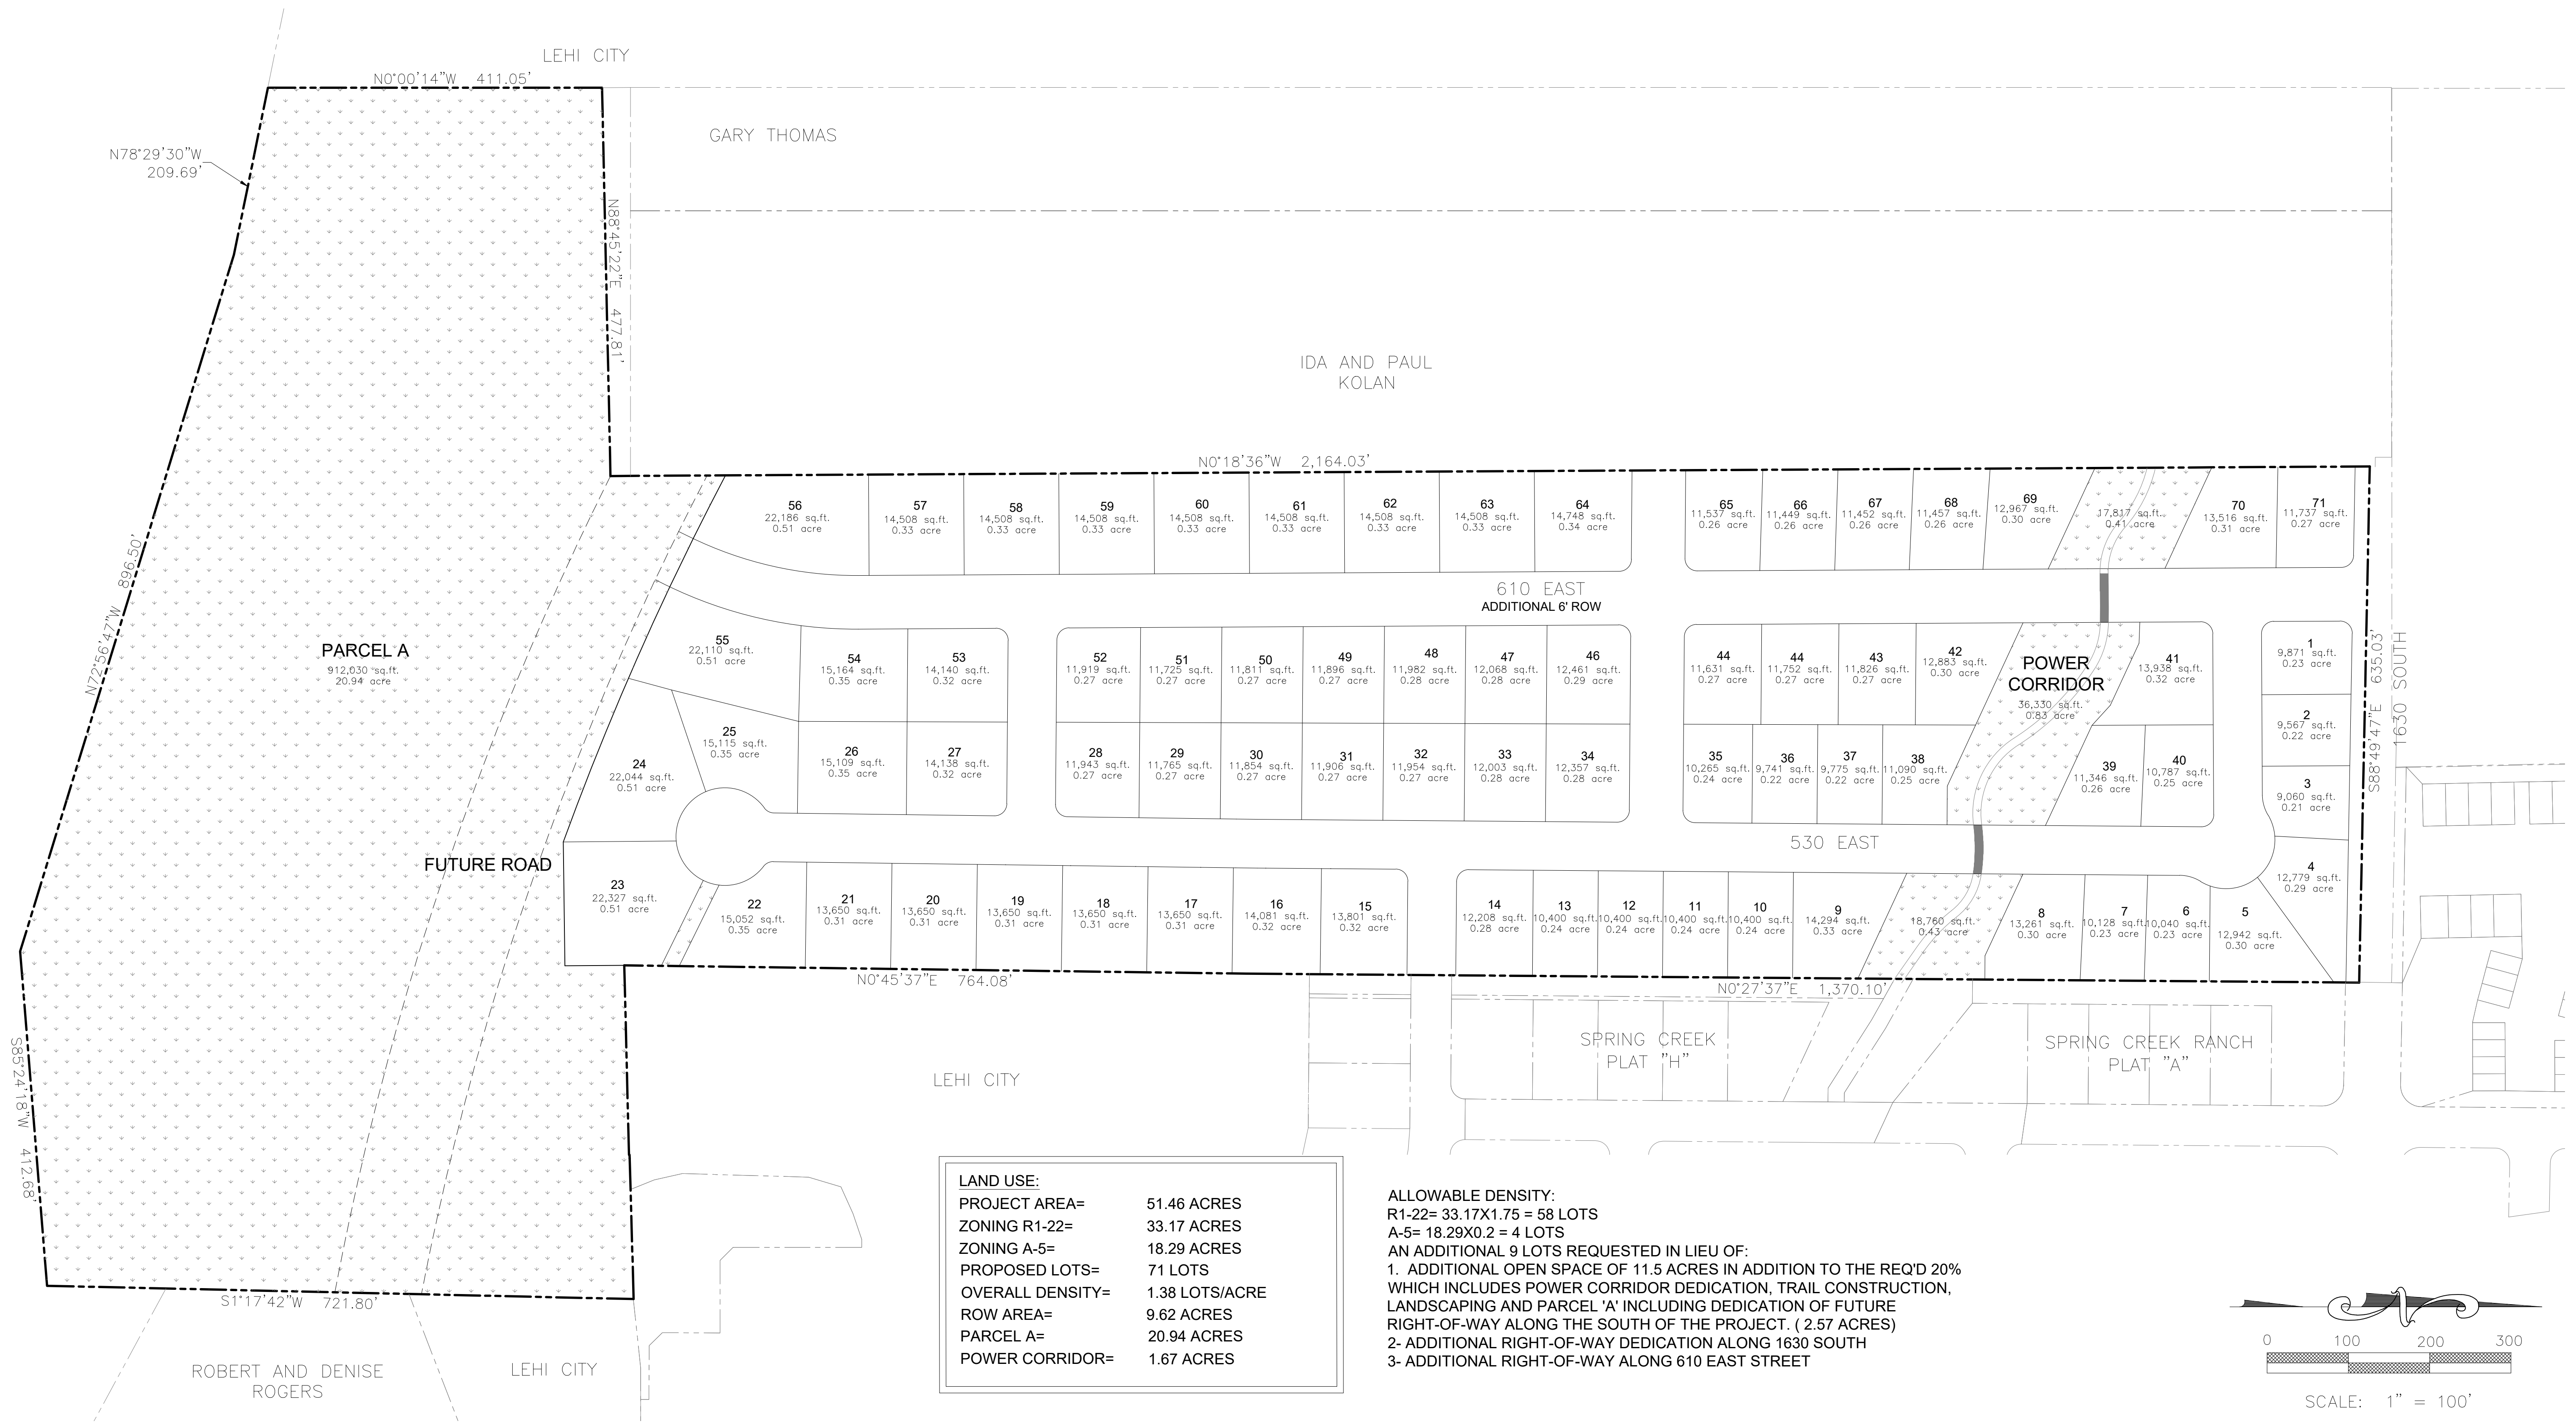 LEHI CITY
N0°00'14"W 411.05'
GARY THOMAS
N78°29'30"W
209.69'
N88°45'22"E 477.81'
IDA AND PAUL
KOLAN
N0°18'36"W 2,164.03'
56
22,186 sq.ft.
0.51 acre
57
14,508 sq.ft.
0.33 acre
58
14,508 sq.ft.
0.33 acre
59
14,508 sq.ft.
0.33 acre
60
14,508 sq.ft.
0.33 acre
61
14,508 sq.ft.
0.33 acre
62
14,508 sq.ft.
0.33 acre
63
14,508 sq.ft.
0.33 acre
64
14,748 sq.ft.
0.34 acre
65
11,537 sq.ft.
0.26 acre
66
11,449 sq.ft.
0.26 acre
67
11,452 sq.ft.
0.26 acre
68
11,457 sq.ft.
0.26 acre
69
12,967 sq.ft.
0.30 acre
17,817 sq.ft.
0.41 acre
70
13,516 sq.ft.
0.31 acre
71
11,737 sq.ft.
0.27 acre
610 EAST
ADDITIONAL 6' ROW
N72°56'47"W 896.50'
PARCEL A
912,030 sq.ft.
20.94 acre
55
22,110 sq.ft.
0.51 acre
54
15,164 sq.ft.
0.35 acre
53
14,140 sq.ft.
0.32 acre
52
11,919 sq.ft.
0.27 acre
51
11,725 sq.ft.
0.27 acre
50
11,811 sq.ft.
0.27 acre
49
11,896 sq.ft.
0.27 acre
48
11,982 sq.ft.
0.28 acre
47
12,068 sq.ft.
0.28 acre
46
12,461 sq.ft.
0.29 acre
44
11,631 sq.ft.
0.27 acre
44
11,752 sq.ft.
0.27 acre
43
11,826 sq.ft.
0.27 acre
42
12,883 sq.ft.
0.30 acre
POWER
CORRIDOR
36,330 sq.ft.
0.83 acre
41
13,938 sq.ft.
0.32 acre
1
9,871 sq.ft.
0.23 acre
2
9,567 sq.ft.
0.22 acre
3
9,060 sq.ft.
0.21 acre
4
12,779 sq.ft.
0.29 acre
S88°49'47"E 635.03'
1630 SOUTH
24
22,044 sq.ft.
0.51 acre
25
15,115 sq.ft.
0.35 acre
26
15,109 sq.ft.
0.35 acre
27
14,138 sq.ft.
0.32 acre
28
11,943 sq.ft.
0.27 acre
29
11,765 sq.ft.
0.27 acre
30
11,854 sq.ft.
0.27 acre
31
11,906 sq.ft.
0.27 acre
32
11,954 sq.ft.
0.27 acre
33
12,003 sq.ft.
0.28 acre
34
12,357 sq.ft.
0.28 acre
35
10,265 sq.ft.
0.24 acre
36
9,741 sq.ft.
0.22 acre
37
9,775 sq.ft.
0.22 acre
38
11,090 sq.ft.
0.25 acre
39
11,346 sq.ft.
0.26 acre
40
10,787 sq.ft.
0.25 acre
530 EAST
FUTURE ROAD
23
22,327 sq.ft.
0.51 acre
22
15,052 sq.ft.
0.35 acre
21
13,650 sq.ft.
0.31 acre
20
13,650 sq.ft.
0.31 acre
19
13,650 sq.ft.
0.31 acre
18
13,650 sq.ft.
0.31 acre
17
13,650 sq.ft.
0.31 acre
16
14,081 sq.ft.
0.32 acre
15
13,801 sq.ft.
0.32 acre
14
12,208 sq.ft.
0.28 acre
13
10,400 sq.ft.
0.24 acre
12
10,400 sq.ft.
0.24 acre
11
10,400 sq.ft.
0.24 acre
10
10,400 sq.ft.
0.24 acre
9
14,294 sq.ft.
0.33 acre
18,760 sq.ft.
0.43 acre
8
13,261 sq.ft.
0.30 acre
7
10,128 sq.ft.
0.23 acre
6
10,040 sq.ft.
0.23 acre
5
12,942 sq.ft.
0.30 acre
N0°45'37"E 764.08'
N0°27'37"E 1,370.10'
SPRING CREEK
PLAT "H"
SPRING CREEK RANCH
PLAT "A"
LEHI CITY
S85°24'18"W 412.68'
S1°17'42"W 721.80'
ROBERT AND DENISE
ROGERS
LEHI CITY
LAND USE:
PROJECT AREA= 51.46 ACRES
ZONING R1-22= 33.17 ACRES
ZONING A-5= 18.29 ACRES
PROPOSED LOTS= 71 LOTS
OVERALL DENSITY= 1.38 LOTS/ACRE
ROW AREA= 9.62 ACRES
PARCEL A= 20.94 ACRES
POWER CORRIDOR= 1.67 ACRES
ALLOWABLE DENSITY:
R1-22= 33.17X1.75 = 58 LOTS
A-5= 18.29X0.2 = 4 LOTS
AN ADDITIONAL 9 LOTS REQUESTED IN LIEU OF:
1. ADDITIONAL OPEN SPACE OF 11.5 ACRES IN ADDITION TO THE REQ'D 20%
WHICH INCLUDES POWER CORRIDOR DEDICATION, TRAIL CONSTRUCTION,
LANDSCAPING AND PARCEL 'A' INCLUDING DEDICATION OF FUTURE
RIGHT-OF-WAY ALONG THE SOUTH OF THE PROJECT. ( 2.57 ACRES)
2- ADDITIONAL RIGHT-OF-WAY DEDICATION ALONG 1630 SOUTH
3- ADDITIONAL RIGHT-OF-WAY ALONG 610 EAST STREET
N
0 100 200 300
SCALE: 1" = 100'